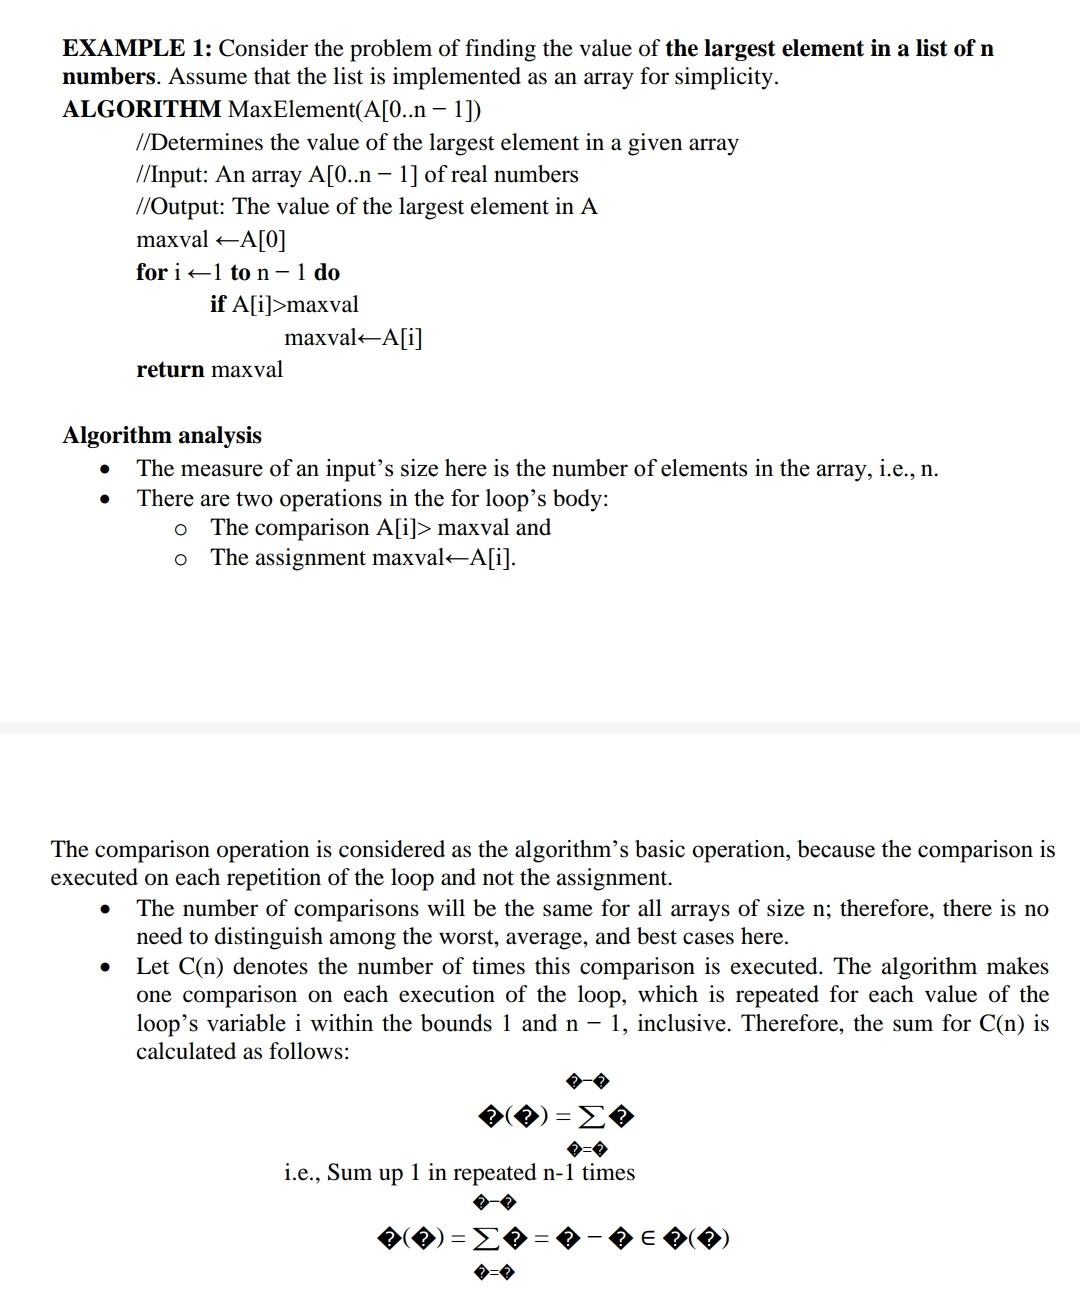 EXAMPLE 1: Consider the problem of finding the value of the largest element in a list of n
numbers. Assume that the list is implemented as an array for simplicity.
ALGORITHM MaxElement(A[0..n − 1])
//Determines the value of the largest element in a given array
//Input: An array A[0..n − 1] of real numbers
//Output: The value of the largest element in A
maxval ←A[0]
for i ←1 to n − 1 do
if A[i]>maxval
maxval←A[i]
return maxval
Algorithm analysis
• The measure of an input’s size here is the number of elements in the array, i.e., n.
• There are two operations in the for loop’s body:
o The comparison A[i]> maxval and
o The assignment maxval←A[i].
The comparison operation is considered as the algorithm’s basic operation, because the comparison is
executed on each repetition of the loop and not the assignment.
• The number of comparisons will be the same for all arrays of size n; therefore, there is no
need to distinguish among the worst, average, and best cases here.
• Let C(n) denotes the number of times this comparison is executed. The algorithm makes
one comparison on each execution of the loop, which is repeated for each value of the
loop’s variable i within the bounds 1 and n − 1, inclusive. Therefore, the sum for C(n) is
calculated as follows:
�−�
�(�) = ∑�
�=�
i.e., Sum up 1 in repeated n-1 times
�−�
�(�) = ∑� = � − � ∈ �(�)
�=�